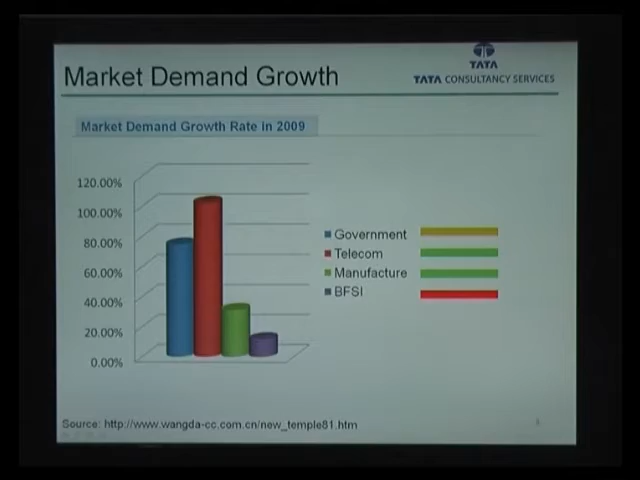 Market Demand Growth
TATA
TATA CONSULTANCY SERVICES
Market Demand Growth Rate in 2009
120.00%
100.00%
80.00%
60.00%
40.00%
20.00%
0.00%
Government
Telecom
Manufacture
BFSI
Source: http://www.wangda-cc.com.cn/new_temple81.htm